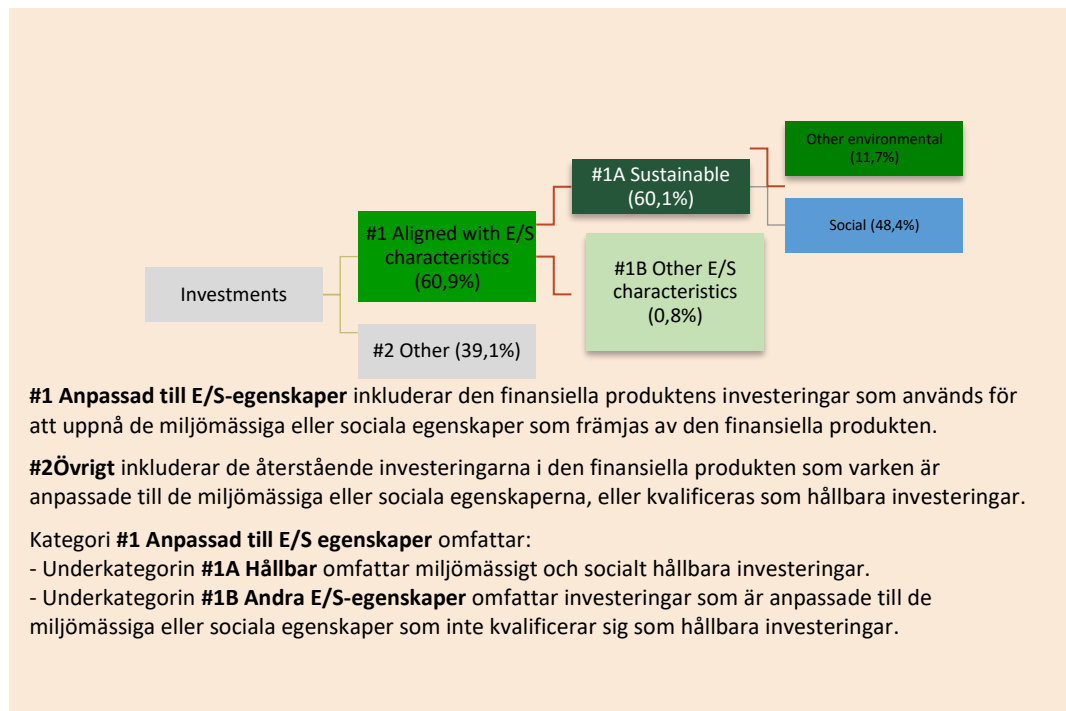 Other environmental
(11,7%)
#1A Sustainable
(60,1%)
Social (48,4%)
#1 Aligned with E/S
characteristics
(60,9%)
#1B Other E/S
characteristics
(0,8%)
Investments
#2 Other (39,1%)
#1 Anpassad till E/S-egenskaper inkluderar den finansiella produktens investeringar som används för
att uppnå de miljömässiga eller sociala egenskaper som främjas av den finansiella produkten.
#2Övrigt inkluderar de återstående investeringarna i den finansiella produkten som varken är
anpassade till de miljömässiga eller sociala egenskaperna, eller kvalificeras som hållbara investeringar.
Kategori #1 Anpassad till E/S egenskaper omfattar:
- Underkategorin #1A Hållbar omfattar miljömässigt och socialt hållbara investeringar.
- Underkategorin #1B Andra E/S-egenskaper omfattar investeringar som är anpassade till de
miljömässiga eller sociala egenskaper som inte kvalificerar sig som hållbara investeringar.